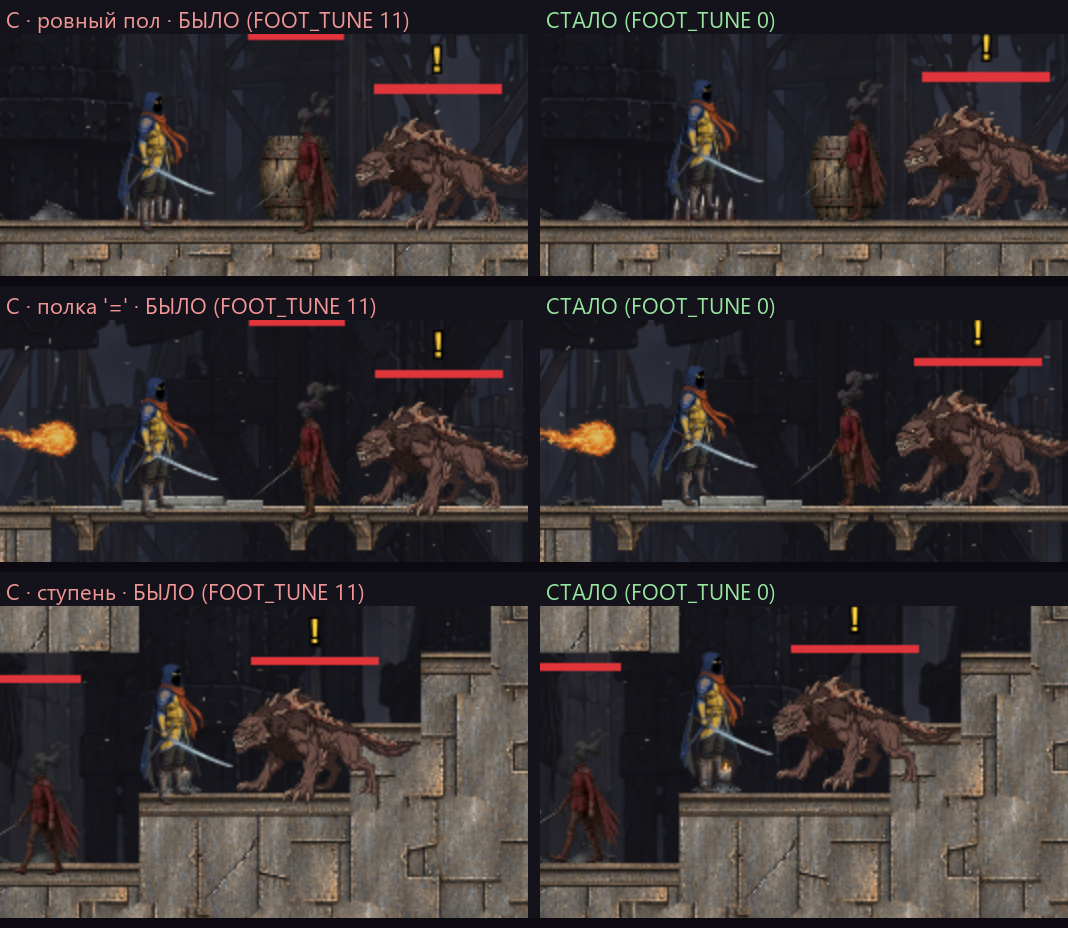 С · ровный пол · БЫЛО (FOOT_TUNE 11)
СТАЛО (FOOT_TUNE 0)
!
!
С · полка '=' · БЫЛО (FOOT_TUNE 11)
СТАЛО (FOOT_TUNE 0)
!
!
С · ступень · БЫЛО (FOOT_TUNE 11)
СТАЛО (FOOT_TUNE 0)
!
!